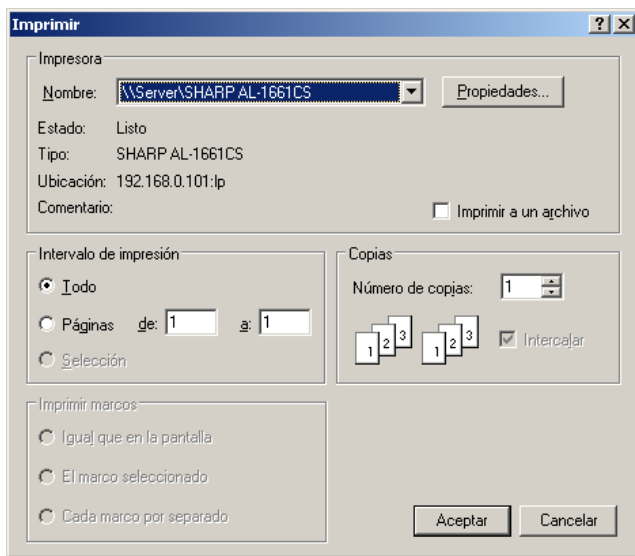 Imprimir
Impresora
Nombre: \\Server\SHARP AL-1661CS Propiedades...
Estado: Listo
Tipo: SHARP AL-1661CS
Ubicación: 192.168.0.101:lp
Comentario: Imprimir a un archivo
Intervalo de impresión
Todo
Páginas de: 1 a: 1
Selección
Copias
Número de copias: 1
1 2 3 1 2 3 Intercalar
Imprimir marcos
Igual que en la pantalla
El marco seleccionado
Cada marco por separado
Aceptar Cancelar